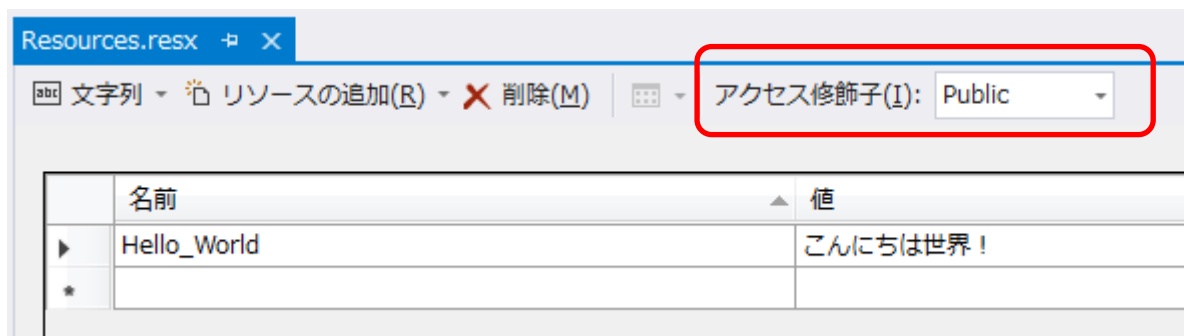 Resources.resx
abc 文字列 リソースの追加(R) 削除(M) アクセス修飾子(I): Public
名前 値
Hello_World こんにちは世界！
*